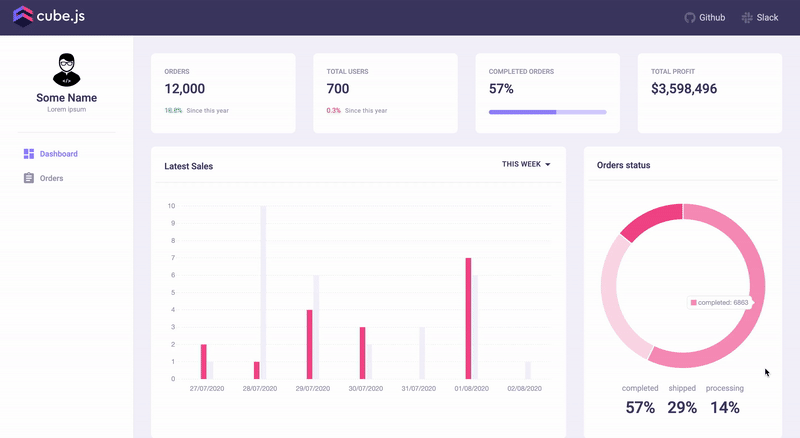 cube.js
Github
Slack
Some Name
Lorem ipsum
Dashboard
Orders
ORDERS
12,000
Since this year
TOTAL USERS
700
0.3% Since this year
COMPLETED ORDERS
57%
TOTAL PROFIT
$3,598,496
Latest Sales
THIS WEEK
10
9
8
7
6
5
4
3
2
1
0
27/07/2020 28/07/2020 29/07/2020 30/07/2020 31/07/2020 01/08/2020 02/08/2020
Orders status
completed: 6863
completed shipped processing
57% 29% 14%